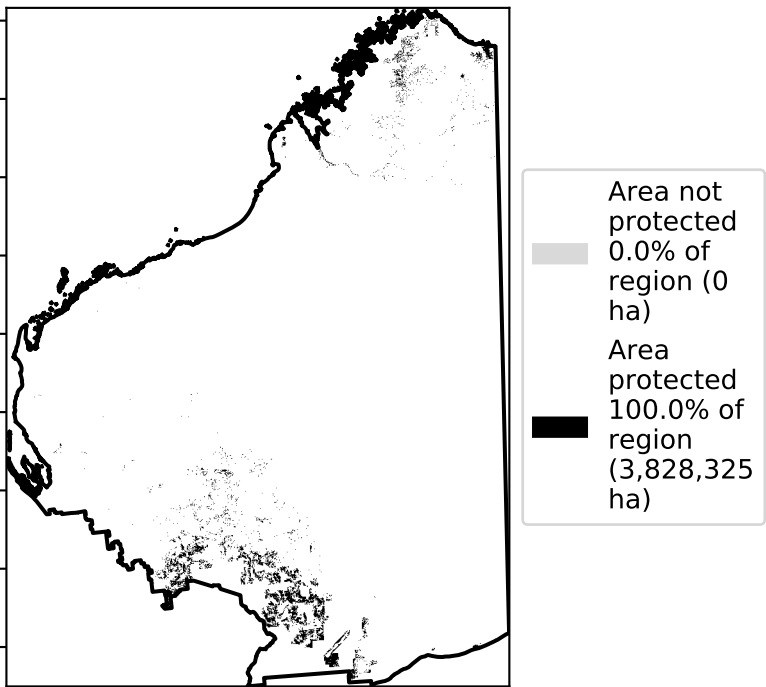 Area not
protected
0.0% of
region (0
ha)
Area
protected
100.0% of
region
(3,828,325
ha)